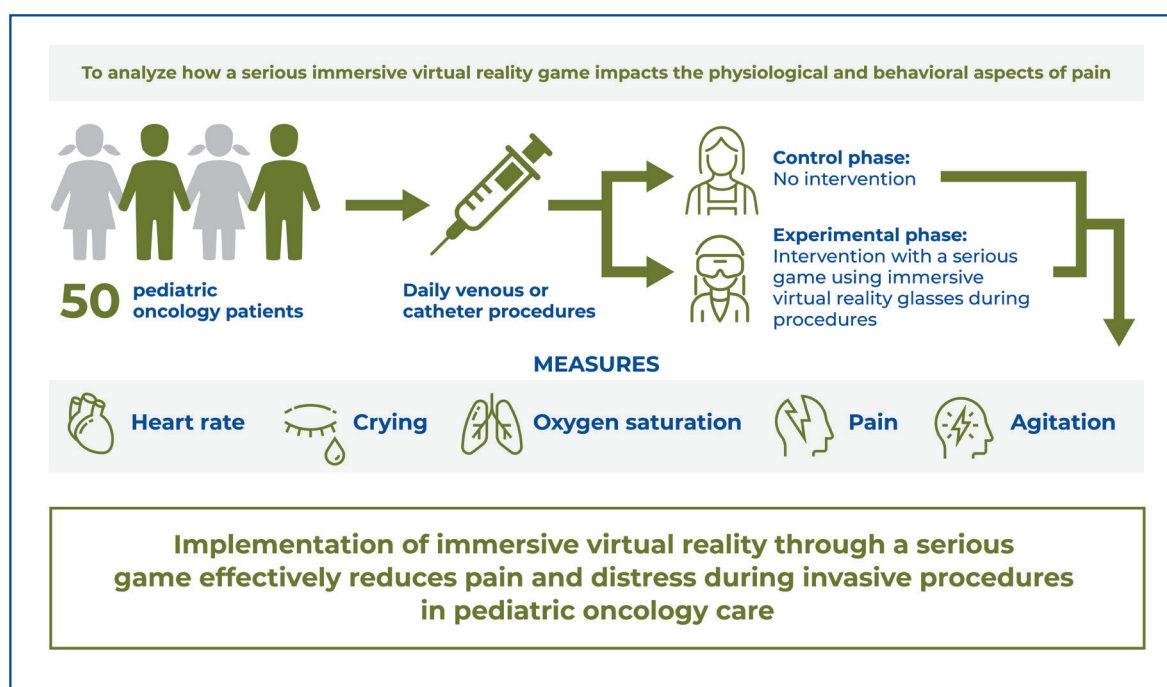 To analyze how a serious immersive virtual reality game impacts the physiological and behavioral aspects of pain
50 pediatric
oncology patients
Daily venous or
catheter procedures
Control phase:
No intervention
Experimental phase:
Intervention with a serious
game using immersive
virtual reality glasses during
procedures
MEASURES
Heart rate
Crying
Oxygen saturation
Pain
Agitation
Implementation of immersive virtual reality through a serious
game effectively reduces pain and distress during invasive procedures
in pediatric oncology care